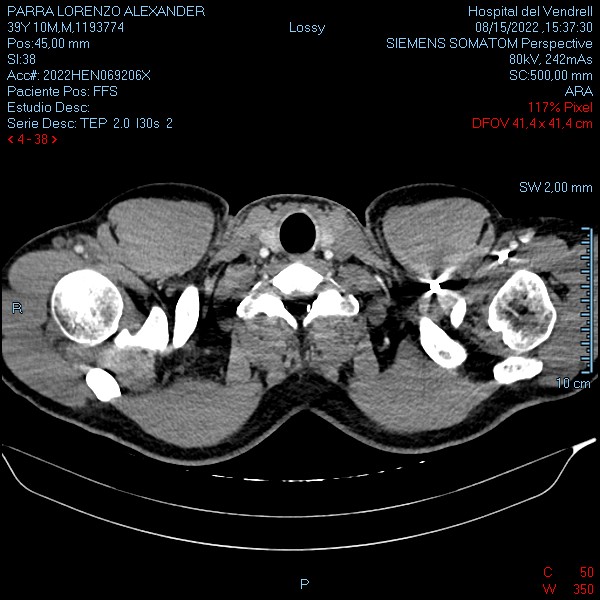 PARRA LORENZO ALEXANDER
39Y 10M,M,1193774
Pos:45,00 mm
SI:38
Acc#: 2022HEN069206X
Paciente Pos: FFS
Estudio Desc:
Serie Desc: TEP 2.0 I30s 2
< 4 - 38 >
Lossy
Hospital del Vendrell
08/15/2022 ,15:37:30
SIEMENS SOMATOM Perspective
80kV, 242mAs
SC:500,00 mm
ARA
117% Pixel
DFOV 41,4 x 41,4 cm
SW 2,00 mm
R
10 cm
P
C 50
W 350